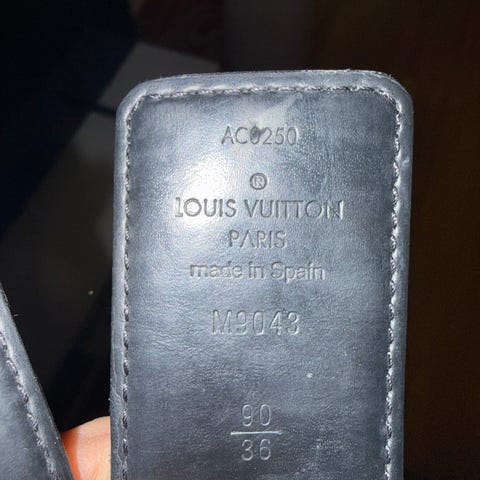 AC0250
®
LOUIS VUITTON
PARIS
made in Spain
M9043
90
36